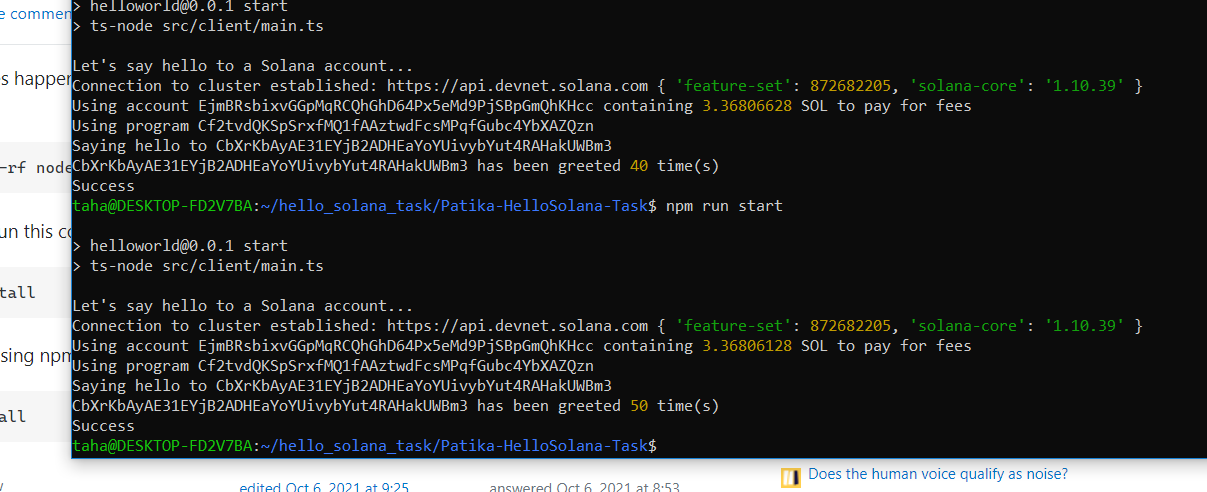 > helloworld@0.0.1 start
e commen
> ts-node src/client/main.ts
Let's say hello to a Solana account...
es happen
Connection to cluster established: https://api.devnet.solana.com { 'feature-set': 872682205, 'solana-core': '1.10.39' }
Using account EjmBRsbixvGGpMqRCQhGhD64Px5eMd9PjSBpGmQhKHcc containing 3.36806628 SOL to pay for fees
Using program Cf2tvdQKSpSrxfMQ1fAAztwdFcsMPqfGubc4YbXAZQzn
Saying hello to CbXrKbAyAE31EYjB2ADHEaYoYUivybYut4RAHakUWBm3
-rf node
CbXrKbAyAE31EYjB2ADHEaYoYUivybYut4RAHakUWBm3 has been greeted 40 time(s)
Success
taha@DESKTOP-FD2V7BA:~/hello_solana_task/Patika-HelloSolana-Task$ npm run start
un this co
> helloworld@0.0.1 start
> ts-node src/client/main.ts
tall
Let's say hello to a Solana account...
Connection to cluster established: https://api.devnet.solana.com { 'feature-set': 872682205, 'solana-core': '1.10.39' }
Using account EjmBRsbixvGGpMqRCQhGhD64Px5eMd9PjSBpGmQhKHcc containing 3.36806128 SOL to pay for fees
sing npm
Using program Cf2tvdQKSpSrxfMQ1fAAztwdFcsMPqfGubc4YbXAZQzn
Saying hello to CbXrKbAyAE31EYjB2ADHEaYoYUivybYut4RAHakUWBm3
CbXrKbAyAE31EYjB2ADHEaYoYUivybYut4RAHakUWBm3 has been greeted 50 time(s)
all
Success
taha@DESKTOP-FD2V7BA:~/hello_solana_task/Patika-HelloSolana-Task$
Does the human voice qualify as noise?
edited Oct 6, 2021 at 9:25
answered Oct 6, 2021 at 8:53